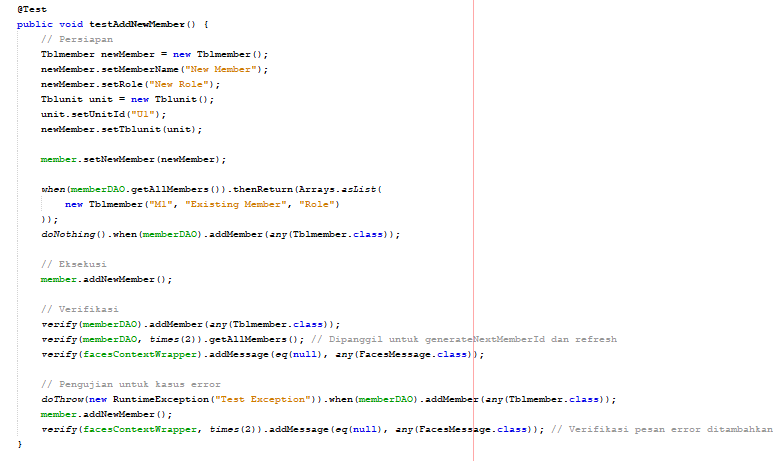 @Test
public void testAddNewMember() {
// Persiapan
Tblmember newMember = new Tblmember();
newMember.setMemberName("New Member");
newMember.setRole("New Role");
Tblunit unit = new Tblunit();
unit.setUnitId("U1");
newMember.setTblunit(unit);
member.setNewMember(newMember);
when(memberDAO.getAllMembers()).thenReturn(Arrays.asList(
new Tblmember("M1", "Existing Member", "Role")
));
doNothing().when(memberDAO).addMember(any(Tblmember.class));
// Eksekusi
member.addNewMember();
// Verifikasi
verify(memberDAO).addMember(any(Tblmember.class));
verify(memberDAO, times(2)).getAllMembers(); // Dipanggil untuk generateNextMemberId dan refresh
verify(facesContextWrapper).addMessage(eq(null), any(FacesMessage.class));
// Pengujian untuk kasus error
doThrow(new RuntimeException("Test Exception")).when(memberDAO).addMember(any(Tblmember.class));
member.addNewMember();
verify(facesContextWrapper, times(2)).addMessage(eq(null), any(FacesMessage.class)); // Verifikasi pesan error ditambahkan
}